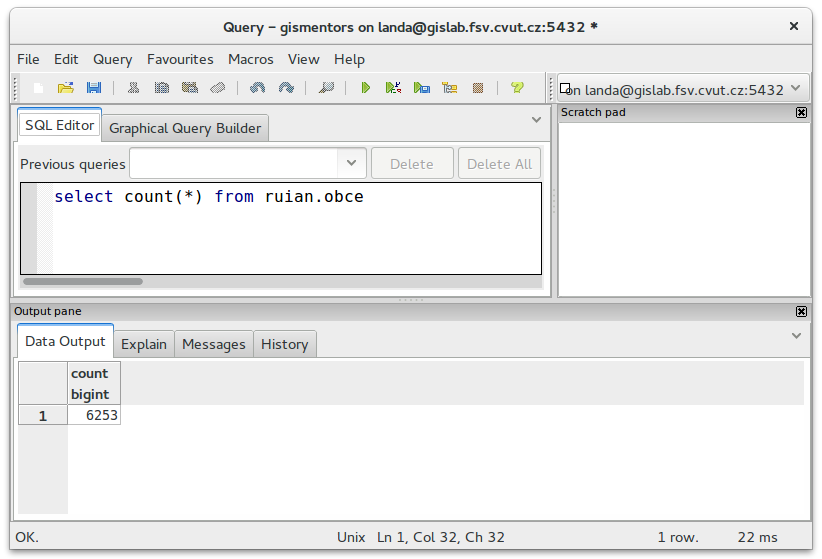 Query – gismentors on landa@gislab.fsv.cvut.cz:5432 *
File Edit Query Favourites Macros View Help
on landa@gislab.fsv.cvut.cz:5432
SQL Editor Graphical Query Builder
Scratch pad
Previous queries Delete Delete All
select count(*) from ruian.obce
Output pane
Data Output Explain Messages History
count
bigint
1 6253
OK. Unix Ln 1, Col 32, Ch 32 1 row. 22 ms